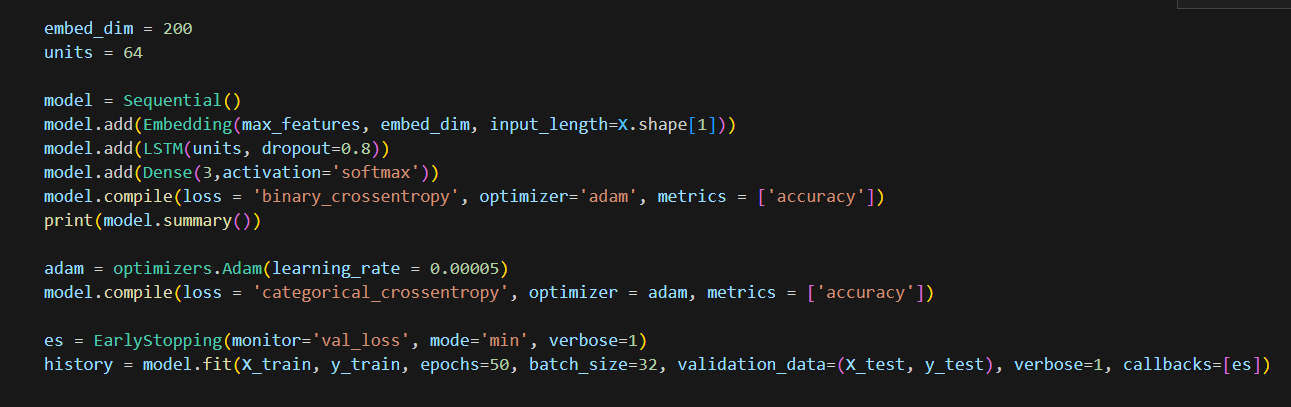 embed_dim = 200
units = 64
model = Sequential()
model.add(Embedding(max_features, embed_dim, input_length=X.shape[1]))
model.add(LSTM(units, dropout=0.8))
model.add(Dense(3,activation='softmax'))
model.compile(loss = 'binary_crossentropy', optimizer='adam', metrics = ['accuracy'])
print(model.summary())
adam = optimizers.Adam(learning_rate = 0.00005)
model.compile(loss = 'categorical_crossentropy', optimizer = adam, metrics = ['accuracy'])
es = EarlyStopping(monitor='val_loss', mode='min', verbose=1)
history = model.fit(X_train, y_train, epochs=50, batch_size=32, validation_data=(X_test, y_test), verbose=1, callbacks=[es])